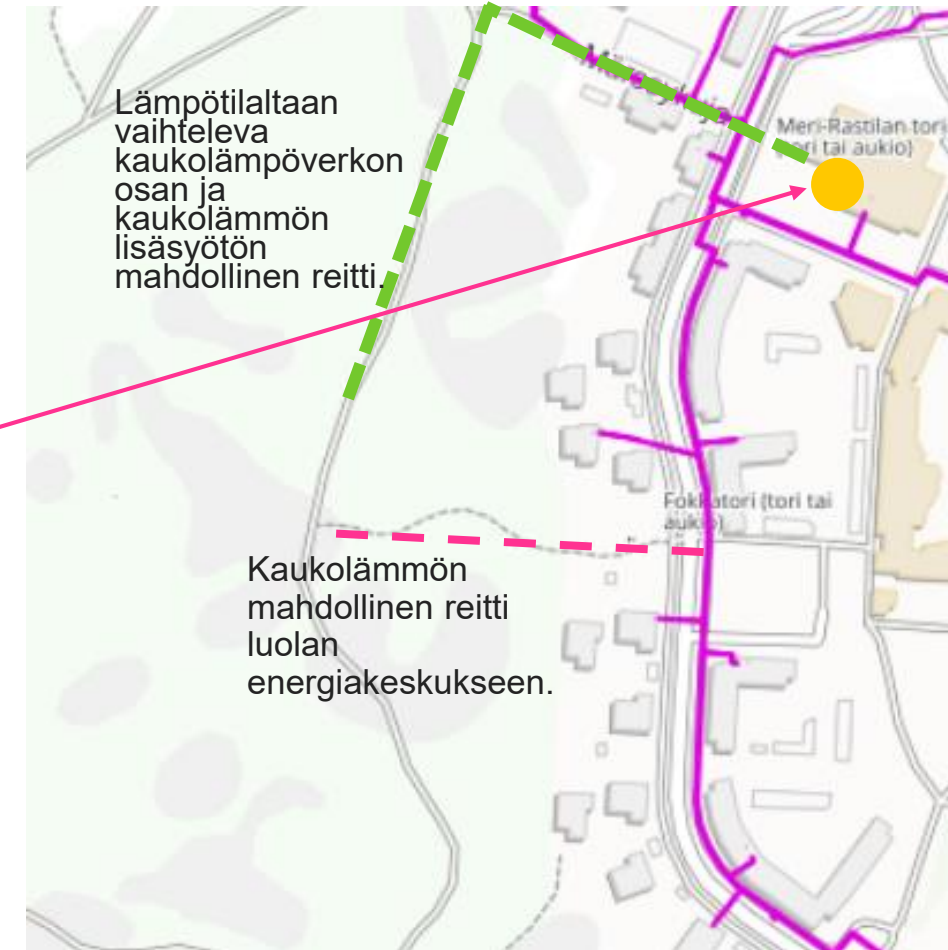 Lämpötilaltaan
vaihteleva
kaukolämpöverkon
osan ja
kaukolämmön
lisäsyötön
mahdollinen reitti.
Meri-Rastilan tori
(tori tai aukio)
Fokkatori (tori tai
aukio)
Kaukolämmön
mahdollinen reitti
luolan
energiakeskukseen.